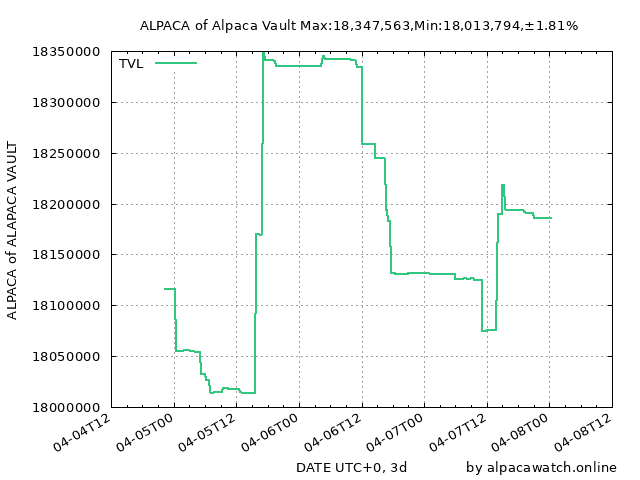 ALPACA of Alpaca Vault Max:18,347,563,Min:18,013,794,±1.81%
TVL
ALPACA of ALAPACA VAULT
18350000
18300000
18250000
18200000
18150000
18100000
18050000
18000000
04-04T12
04-05T00
04-05T12
04-06T00
04-06T12
04-07T00
04-07T12
04-08T00
04-08T12
DATE UTC+0, 3d
by alpacawatch.online